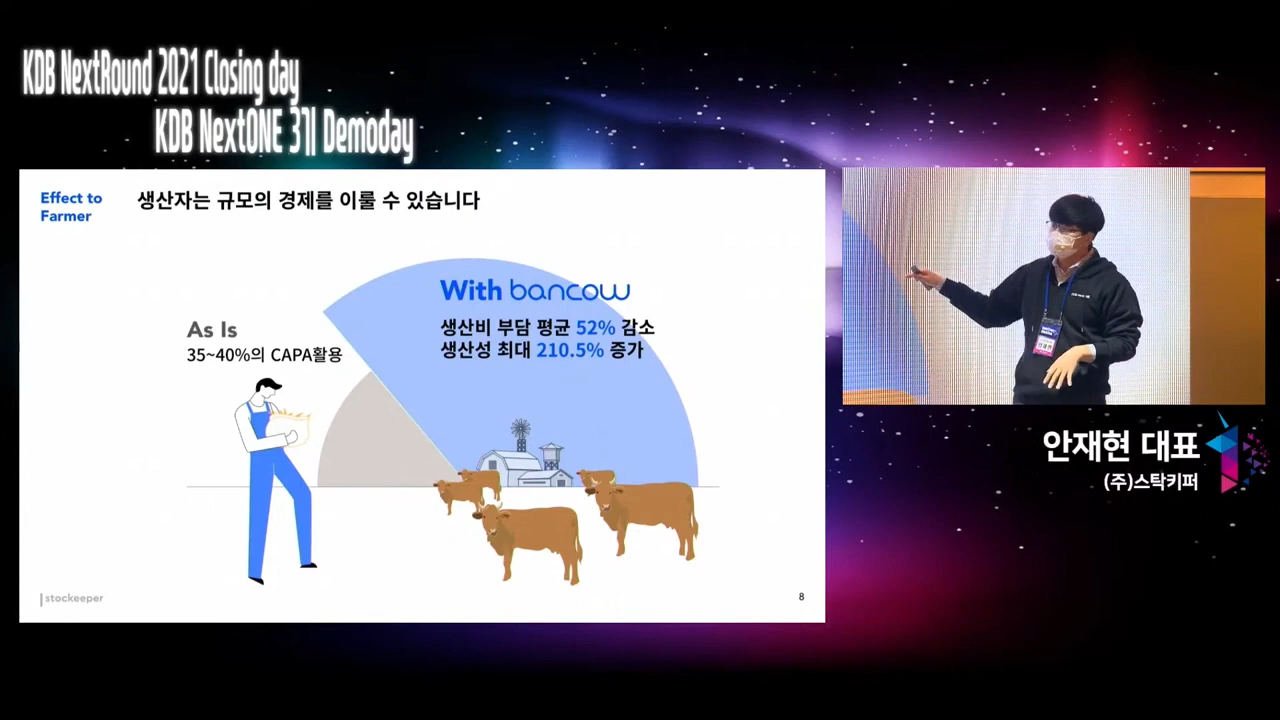 KDB NextRound 2021 Closing day
KDB NextONE 3기 Demoday
Effect to
Farmer
생산자는 규모의 경제를 이룰 수 있습니다
With bancow
생산비 부담 평균 52% 감소
생산성 최대 210.5% 증가
As Is
35~40%의 CAPA활용
stockeeper
8
안재현 대표
(주)스탁키퍼